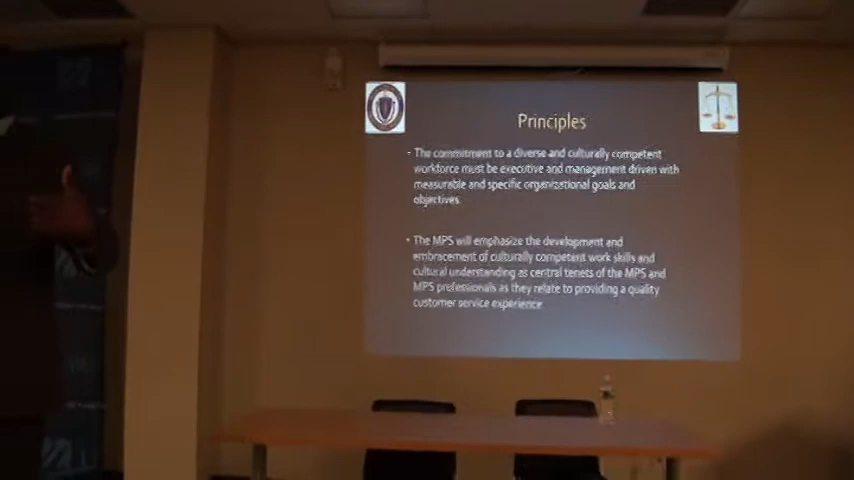 Principles
• The commitment to a diverse and culturally competent
workforce must be executive and management driven with
measurable and specific organizational goals and
objectives.
• The MPS will emphasize the development and
embracement of culturally competent work skills and
cultural understanding as central tenets of the MPS and
MPS professionals as they relate to providing a quality
customer service experience.